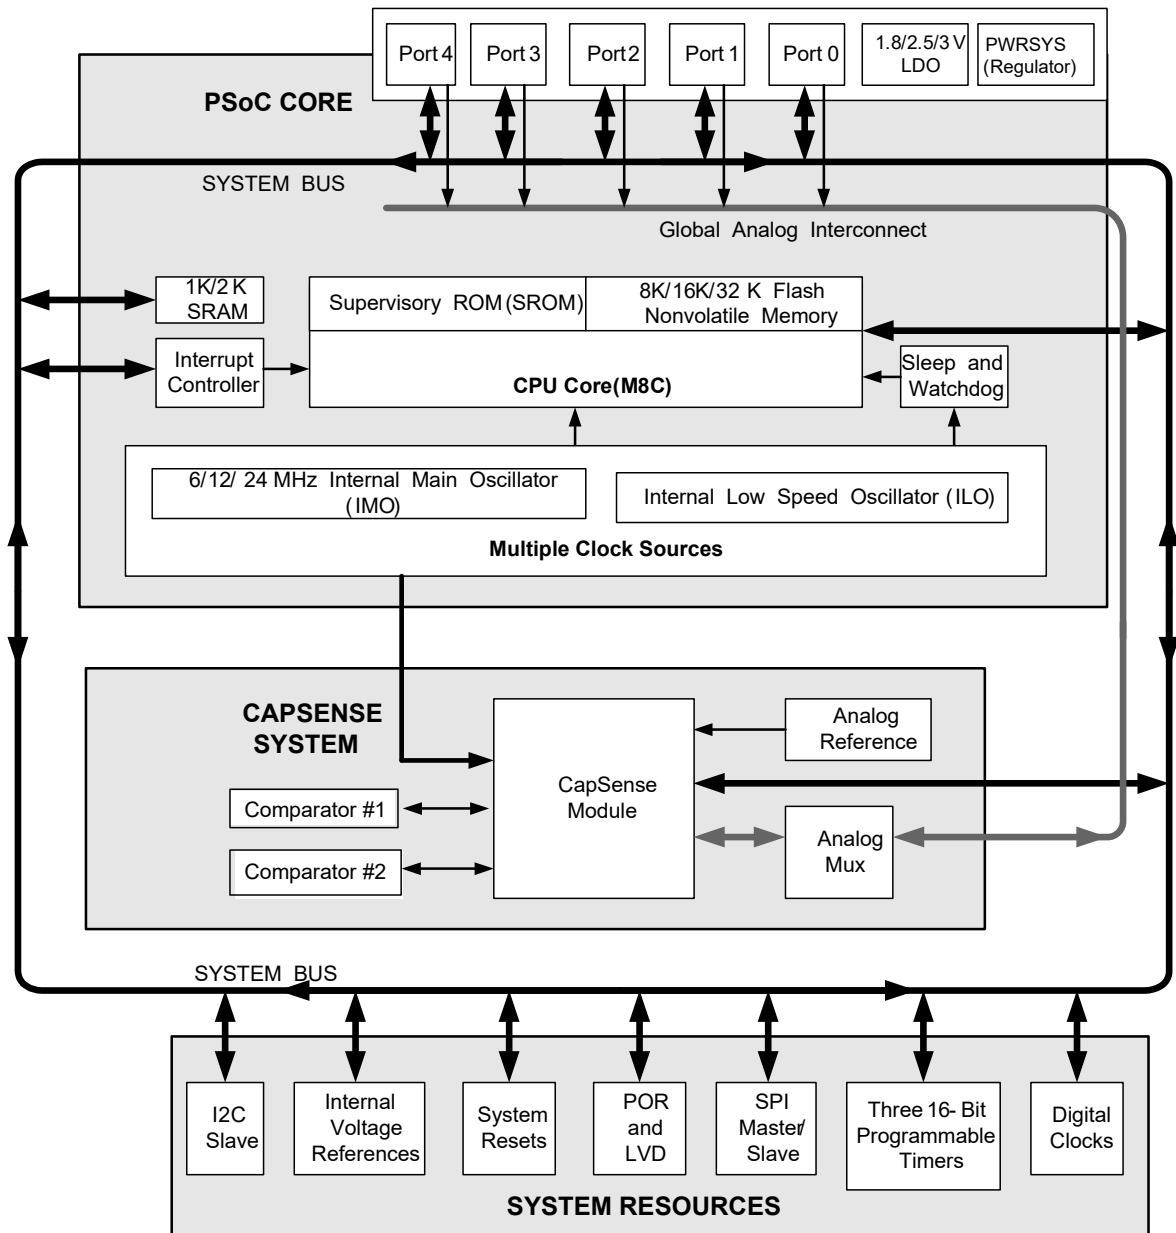 Port 4
Port 3
Port 2
Port 1
Port 0
1.8/2.5/3 V
LDO
PWRSYS
(Regulator)
PSoC CORE
SYSTEM BUS
Global Analog Interconnect
1K/2 K
SRAM
Supervisory ROM (SROM)
8K/16K/32 K Flash
Nonvolatile Memory
Interrupt
Controller
CPU Core (M8C)
Sleep and
Watchdog
6/12/ 24 MHz Internal Main Oscillator
(IMO)
Internal Low Speed Oscillator (ILO)
Multiple Clock Sources
CAPSENSE
SYSTEM
Analog
Reference
CapSense
Module
Comparator #1
Comparator #2
Analog
Mux
SYSTEM BUS
I2C
Slave
Internal
Voltage
References
System
Resets
POR
and
LVD
SPI
Master/
Slave
Three 16- Bit
Programmable
Timers
Digital
Clocks
SYSTEM RESOURCES